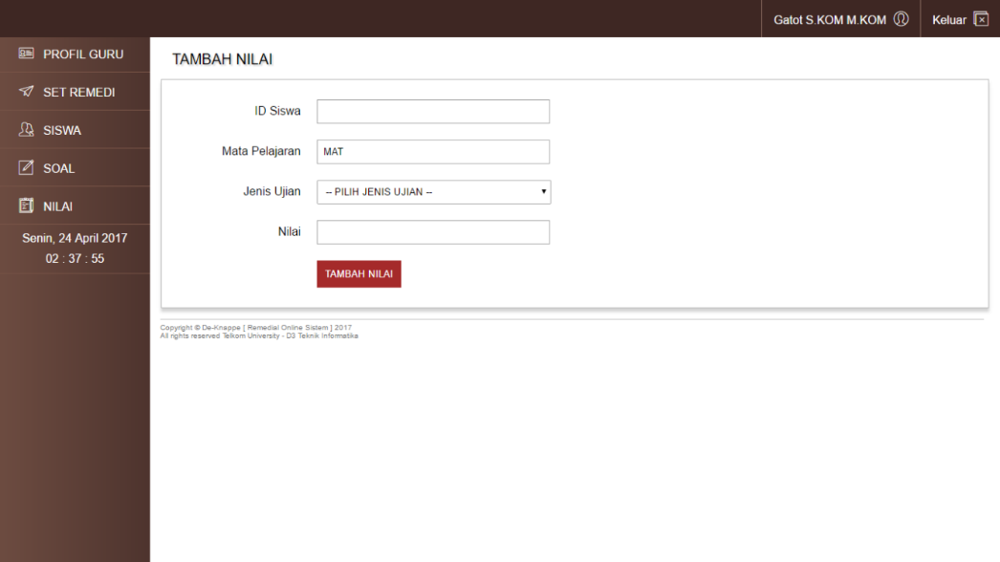 Gatot S.KOM M.KOM
Keluar
PROFIL GURU
SET REMEDI
SISWA
SOAL
NILAI
Senin, 24 April 2017
02 : 37 : 55
TAMBAH NILAI
ID Siswa
Mata Pelajaran
MAT
Jenis Ujian
-- PILIH JENIS UJIAN --
Nilai
TAMBAH NILAI
Copyright © De-Knappe [ Remedial Online Sistem ] 2017
All rights reserved Telkom University - D3 Teknik Informatika